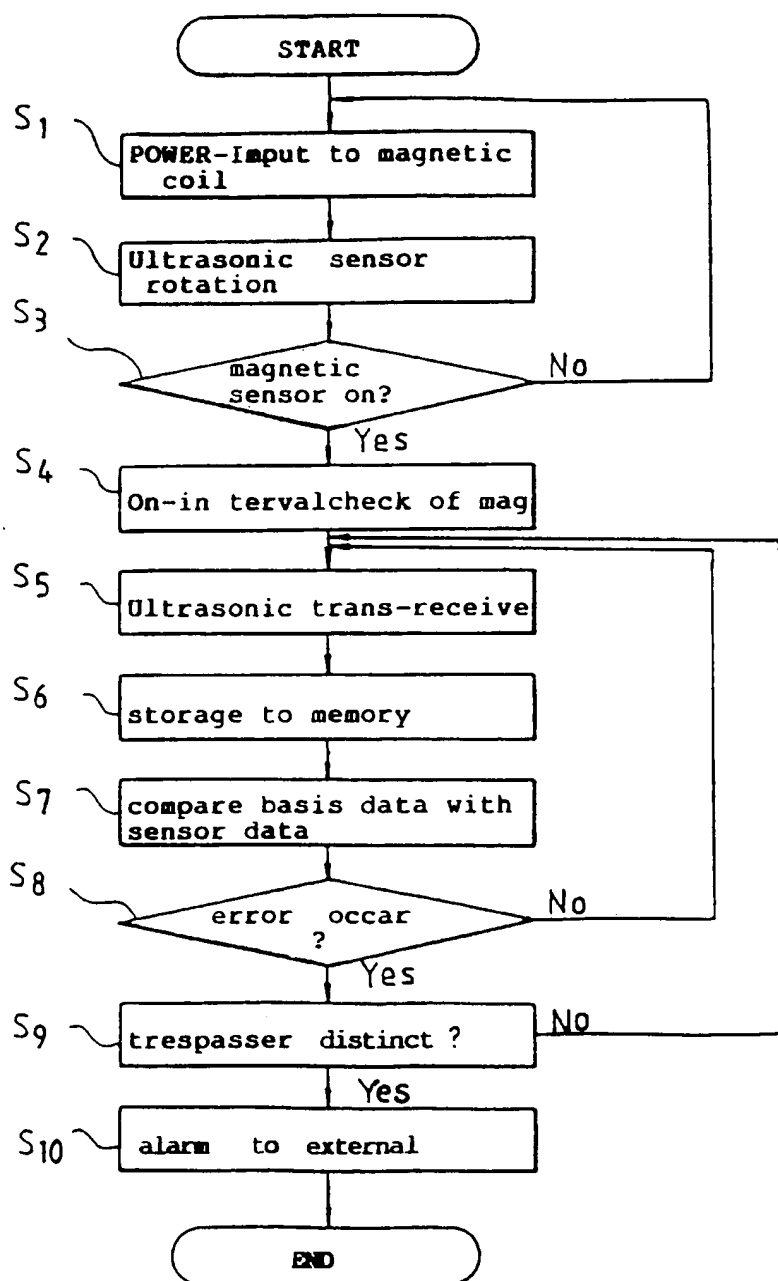 START
S1
POWER-Input to magnetic
coil
S2
Ultrasonic sensor
rotation
S3
magnetic
sensor on?
No
Yes
S4
On-in tervalcheck of mag
S5
Ultrasonic trans-receive
S6
storage to memory
S7
compare basis data with
sensor data
S8
error occar
?
No
Yes
S9
trespasser distinct ?
No
Yes
S10
alarm to external
END